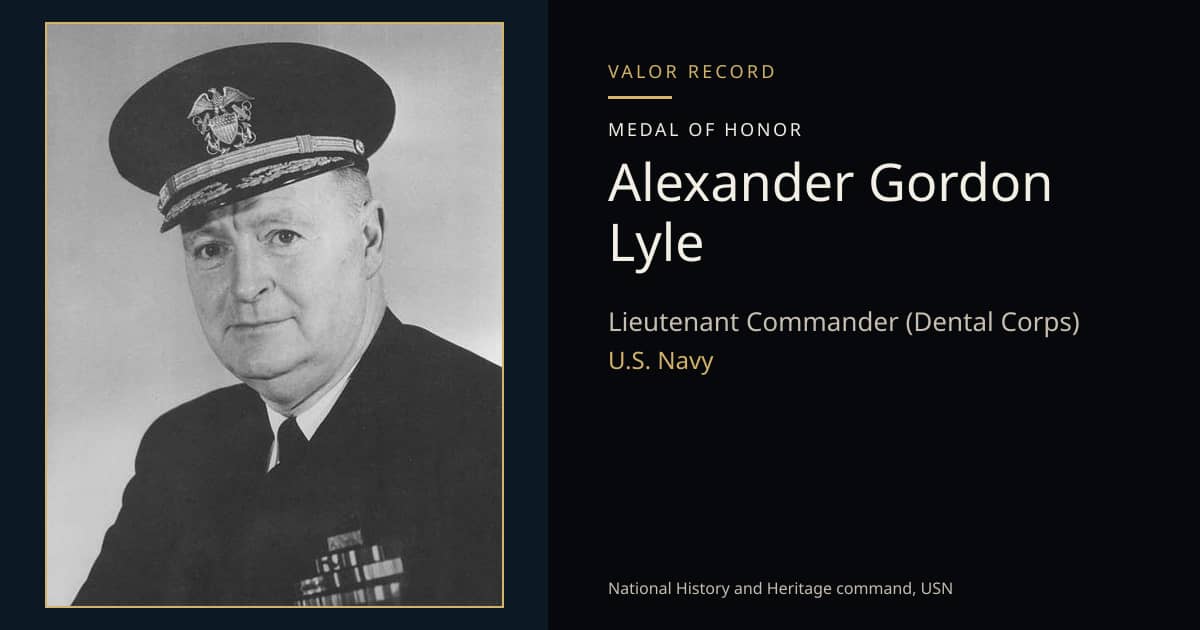 VALOR RECORD
MEDAL OF HONOR
Alexander Gordon
Lyle
Lieutenant Commander (Dental Corps)
U.S. Navy
National History and Heritage command, USN